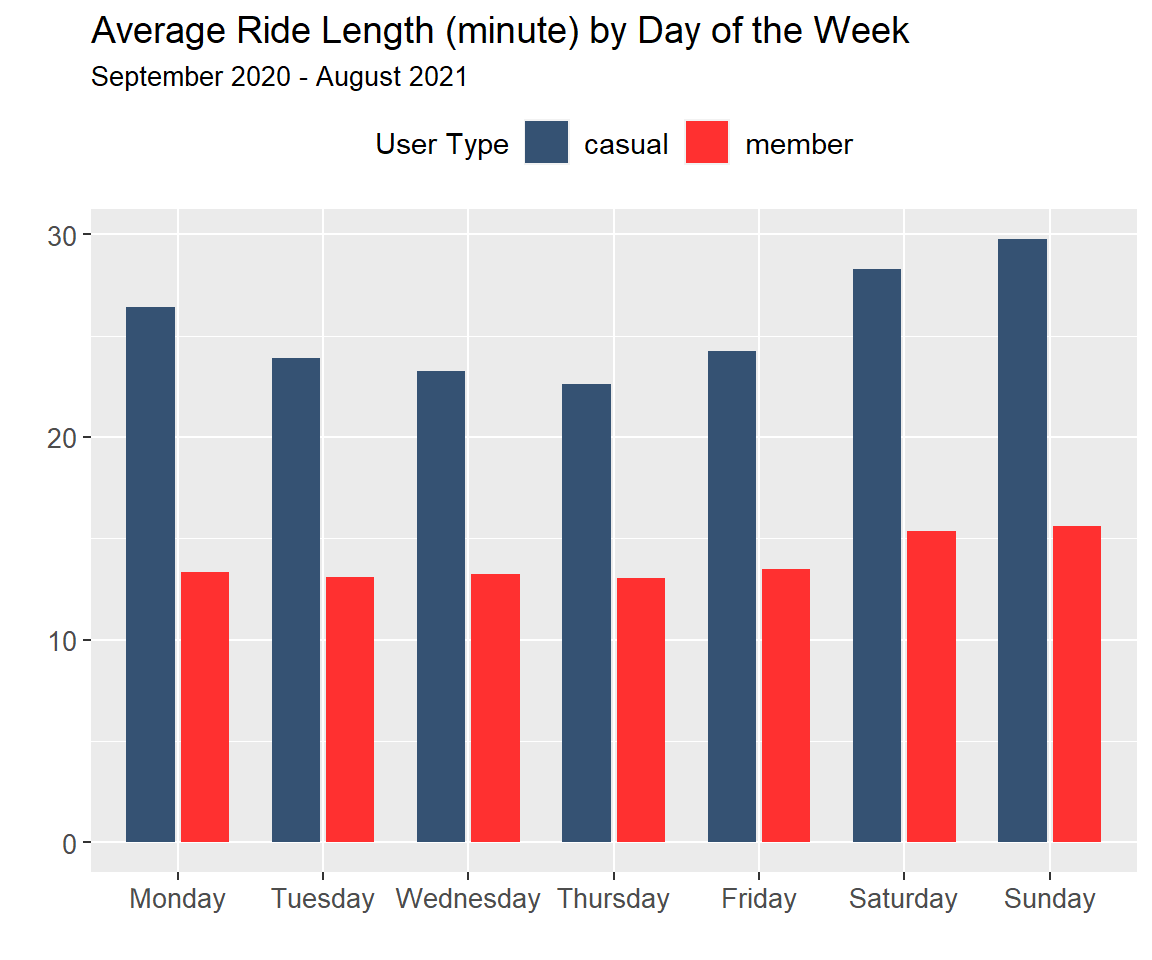 Average Ride Length (minute) by Day of the Week
September 2020 - August 2021
User Type casual member
30
20
10
0
Monday Tuesday Wednesday Thursday Friday Saturday Sunday